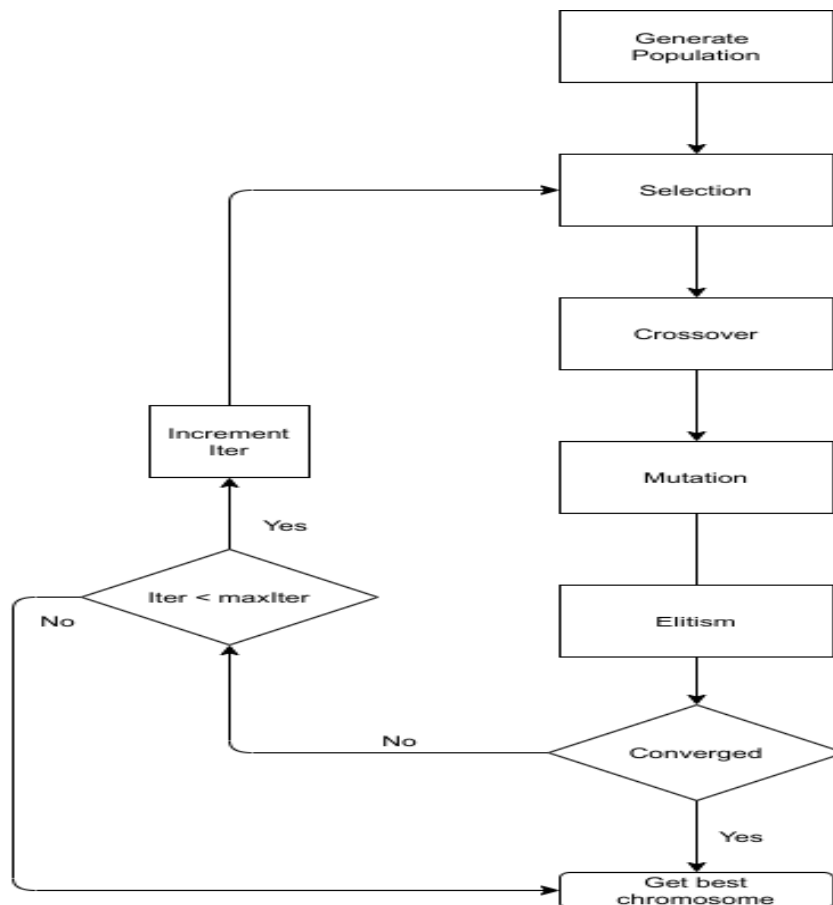 Generate
Population
Selection
Crossover
Increment
Iter
Mutation
Yes
Iter < maxIter
No
Elitism
No
Converged
Yes
Get best
chromosome